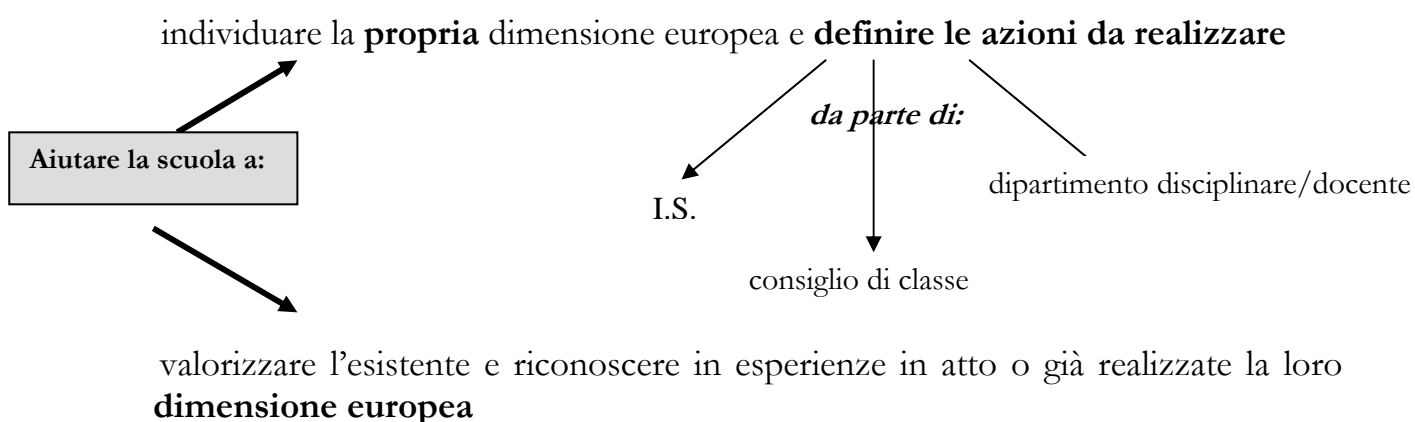 individuare la propria dimensione europea e definire le azioni da realizzare
da parte di:
Aiutare la scuola a:
dipartimento disciplinare/docente
I.S.
consiglio di classe
valorizzare l’esistente e riconoscere in esperienze in atto o già realizzate la loro
dimensione europea